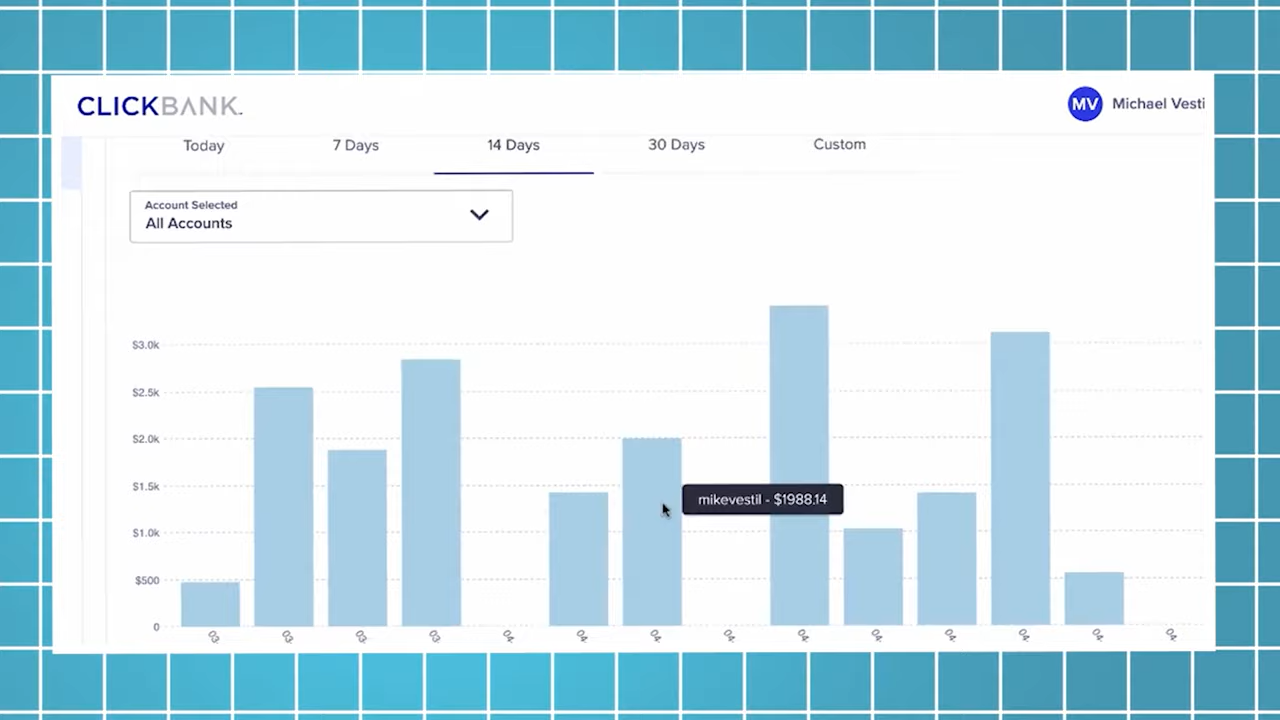 CLICKBANK.
MV Michael Vesti
Today 7 Days 14 Days 30 Days Custom
Account Selected
All Accounts
$3.0k
$2.5k
$2.0k
$1.5k
mikevestil - $1988.14
$1.0k
$500
0
03- 03- 03- 03- 04- 04- 04- 04- 04- 04- 04- 04- 04- 04-